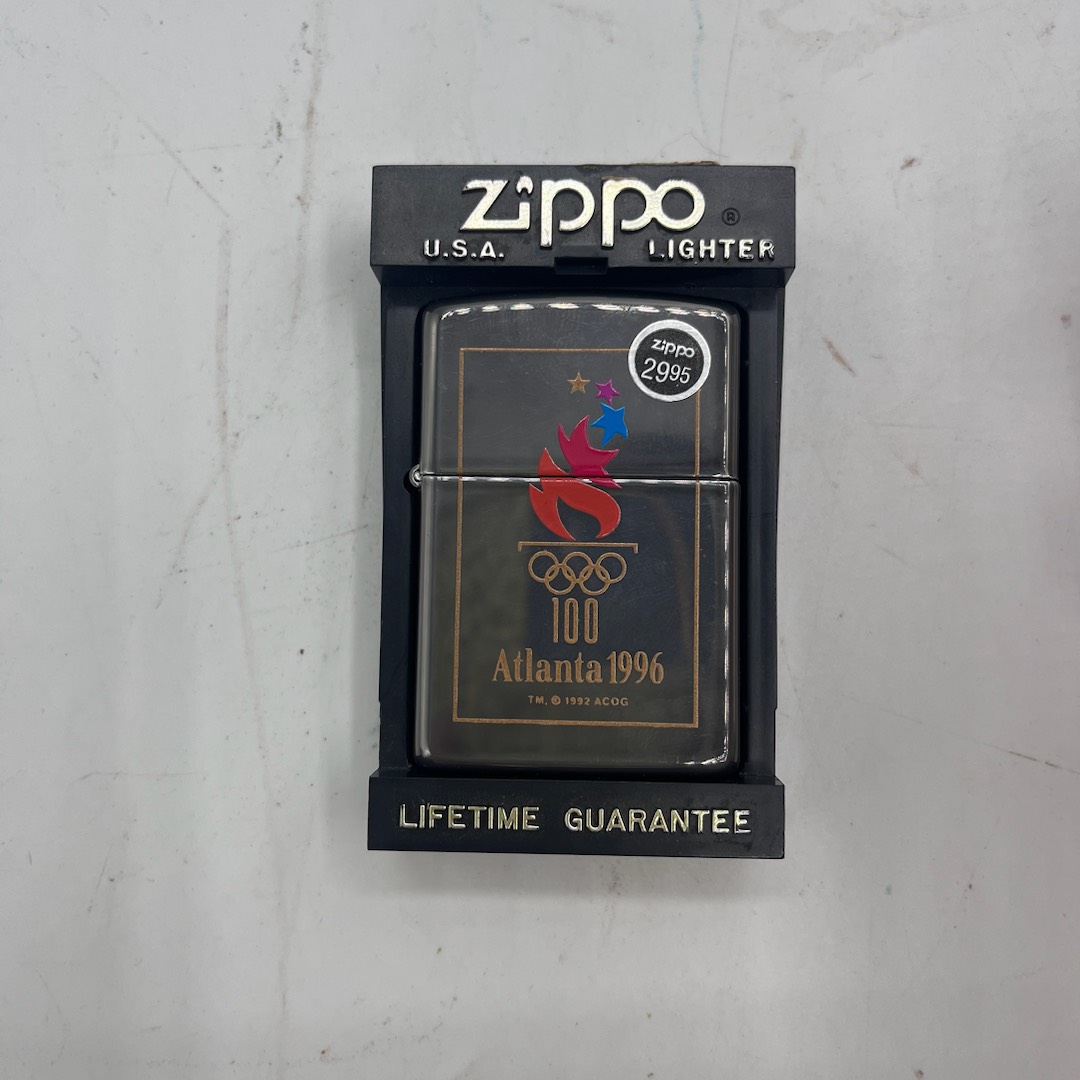 Zippo ®
U.S.A. LIGHTER
Zippo
2995
100
Atlanta 1996
TM, © 1992 ACOG
LIFETIME GUARANTEE